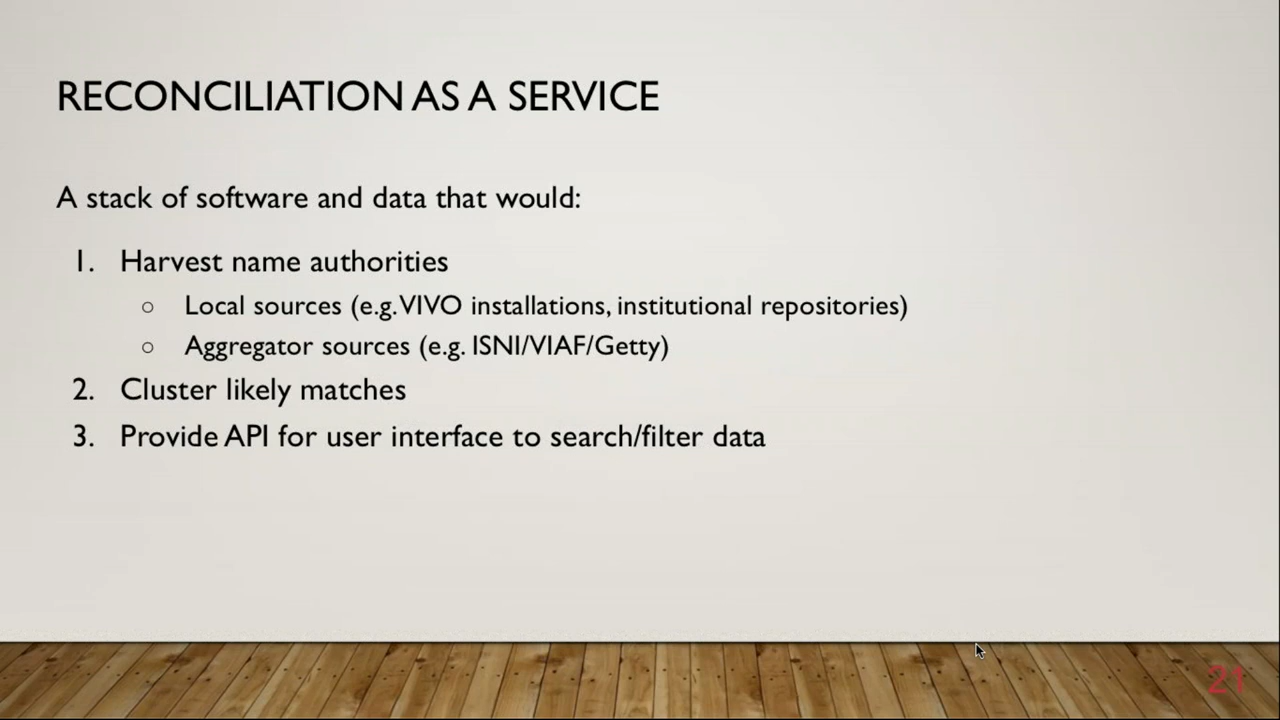 RECONCILIATION AS A SERVICE
A stack of software and data that would:
1. Harvest name authorities
○ Local sources (e.g. VIVO installations, institutional repositories)
○ Aggregator sources (e.g. ISNI/VIAF/Getty)
2. Cluster likely matches
3. Provide API for user interface to search/filter data
21